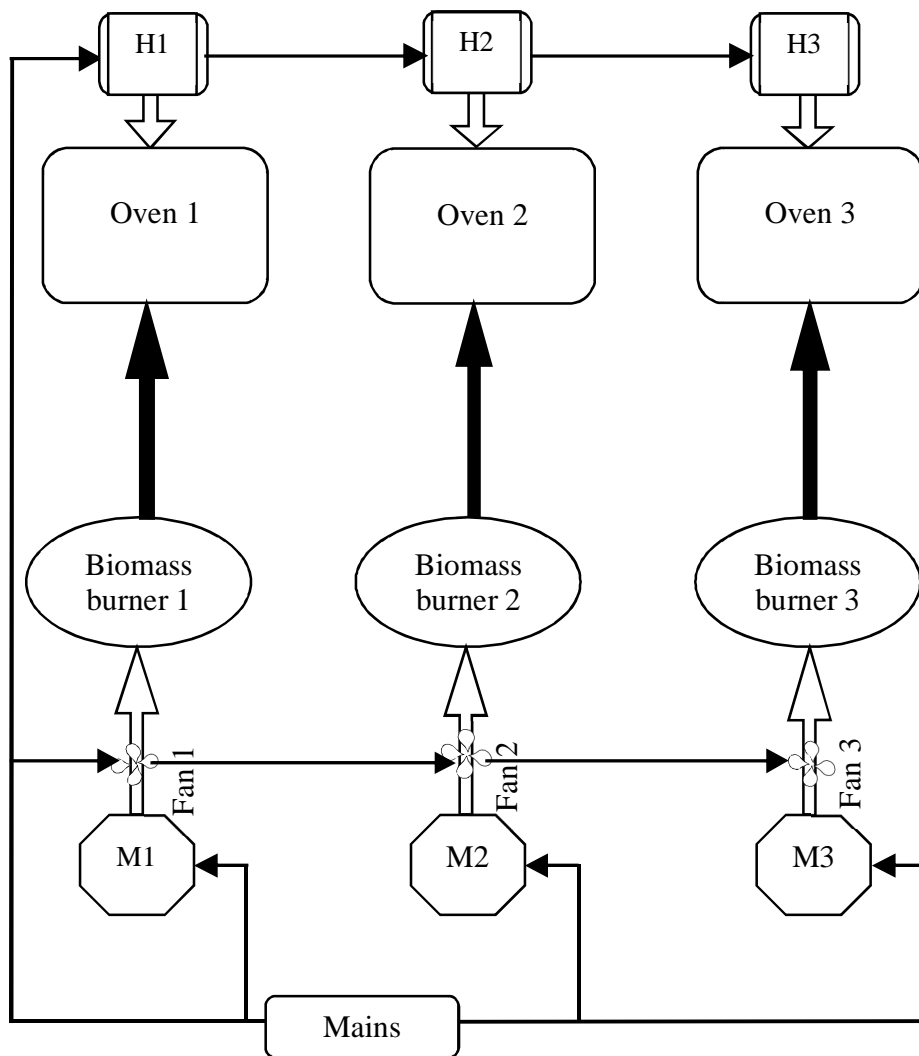 H1
H2
H3
Oven 1
Oven 2
Oven 3
Biomass
burner 1
Biomass
burner 2
Biomass
burner 3
Fan 1
Fan 2
Fan 3
M1
M2
M3
Mains